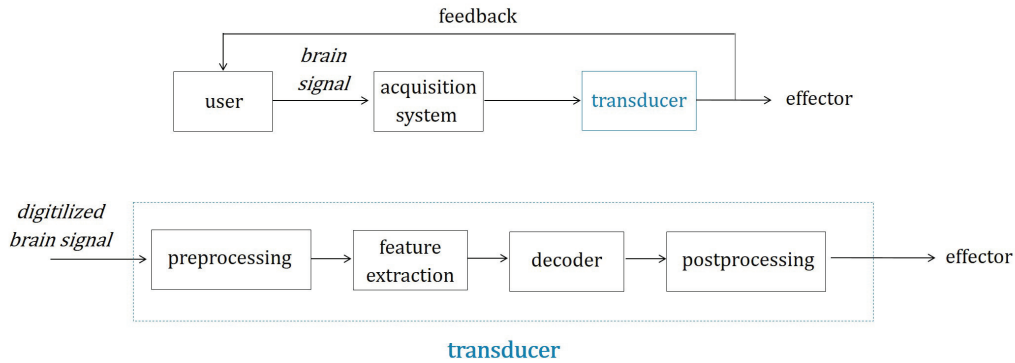 feedback
brain
signal
user
acquisition
system
transducer
effector
digitilized
brain signal
preprocessing
feature
extraction
decoder
postprocessing
effector
transducer